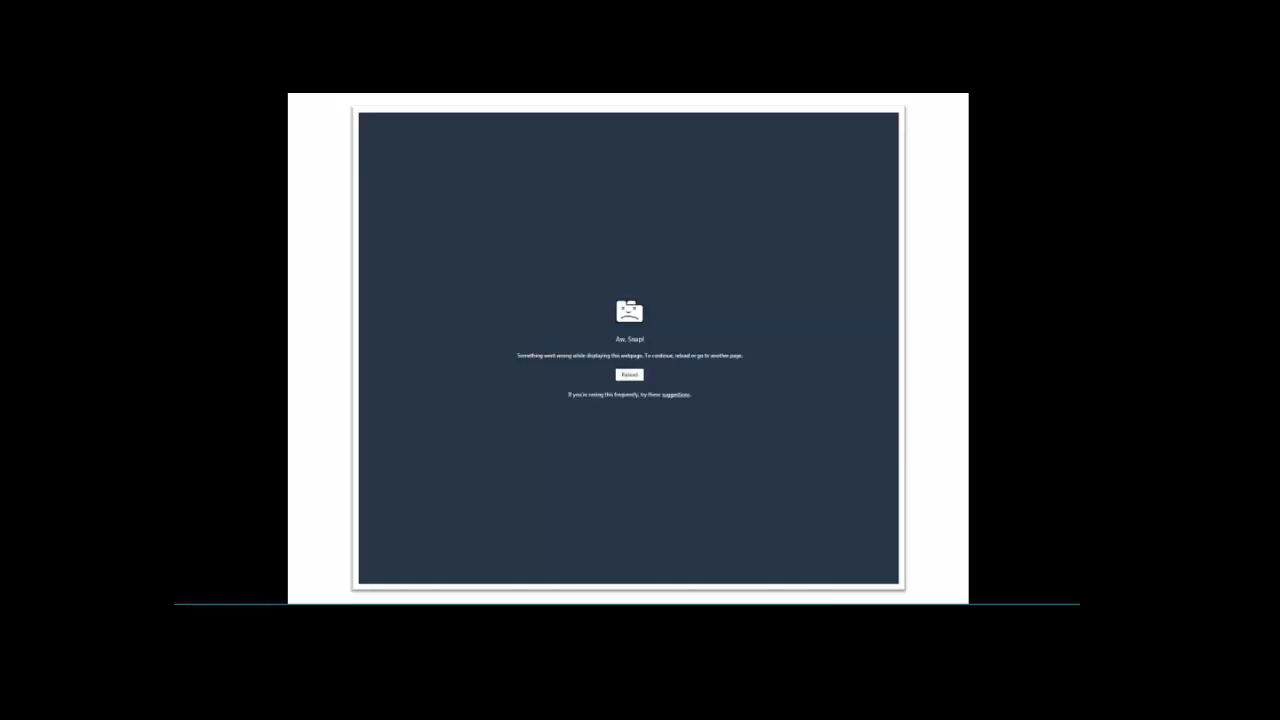 Aw, Snap!
Something went wrong while displaying this webpage. To continue, reload or go to another page.
Reload
If you're seeing this frequently, try these suggestions.